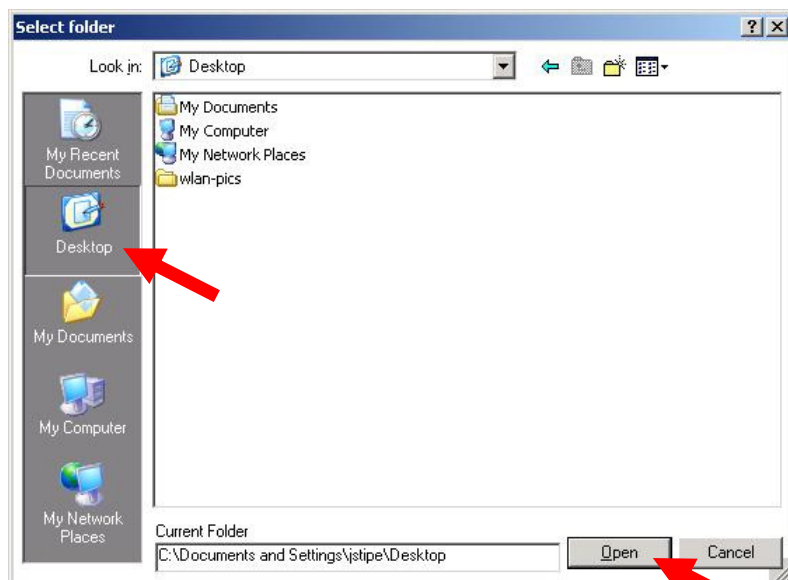 Select folder
Look in:
Desktop
My Recent
Documents
Desktop
My Documents
My Computer
My Network
Places
My Documents
My Computer
My Network Places
wlan-pics
Current Folder
C:\Documents and Settings\jstipe\Desktop
Open
Cancel